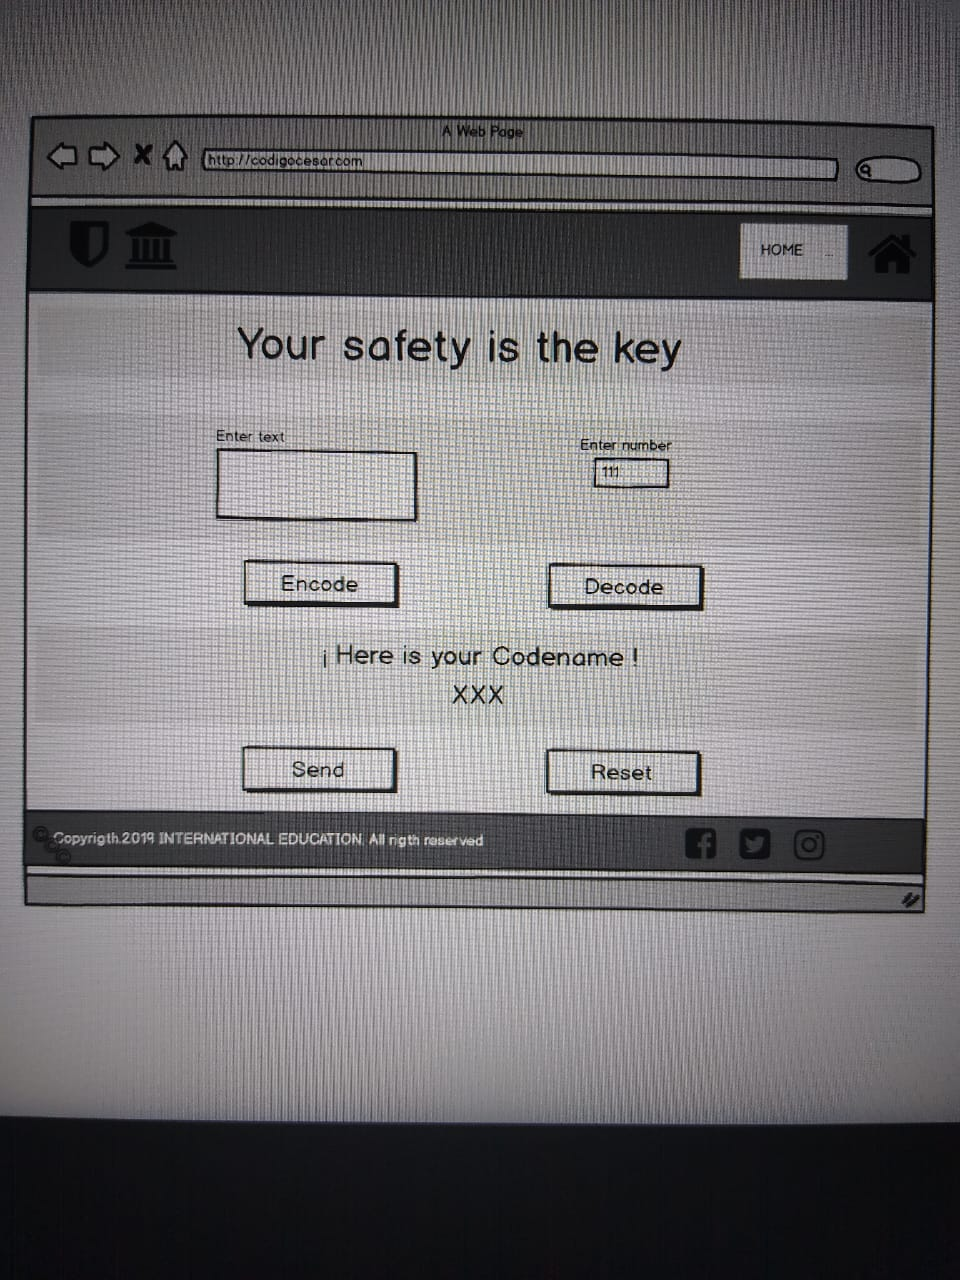 A Web Page
http://codigocesar.com
HOME
Your safety is the key
Enter text
Enter number
111
Encode
Decode
¡ Here is your Codename !
XXX
Send
Reset
© Copyrigth 2019 INTERNATIONAL EDUCATION. All rigth reserved